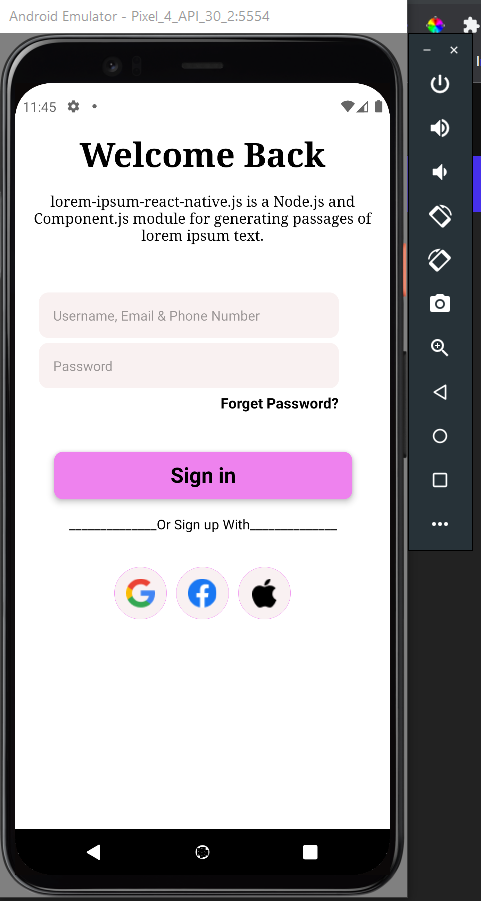 Android Emulator - Pixel_4_API_30_2:5554
11:45
Welcome Back
lorem-ipsum-react-native.js is a Node.js and
Component.js module for generating passages of
lorem ipsum text.
Username, Email & Phone Number
Password
Forget Password?
Sign in
______________Or Sign up With______________